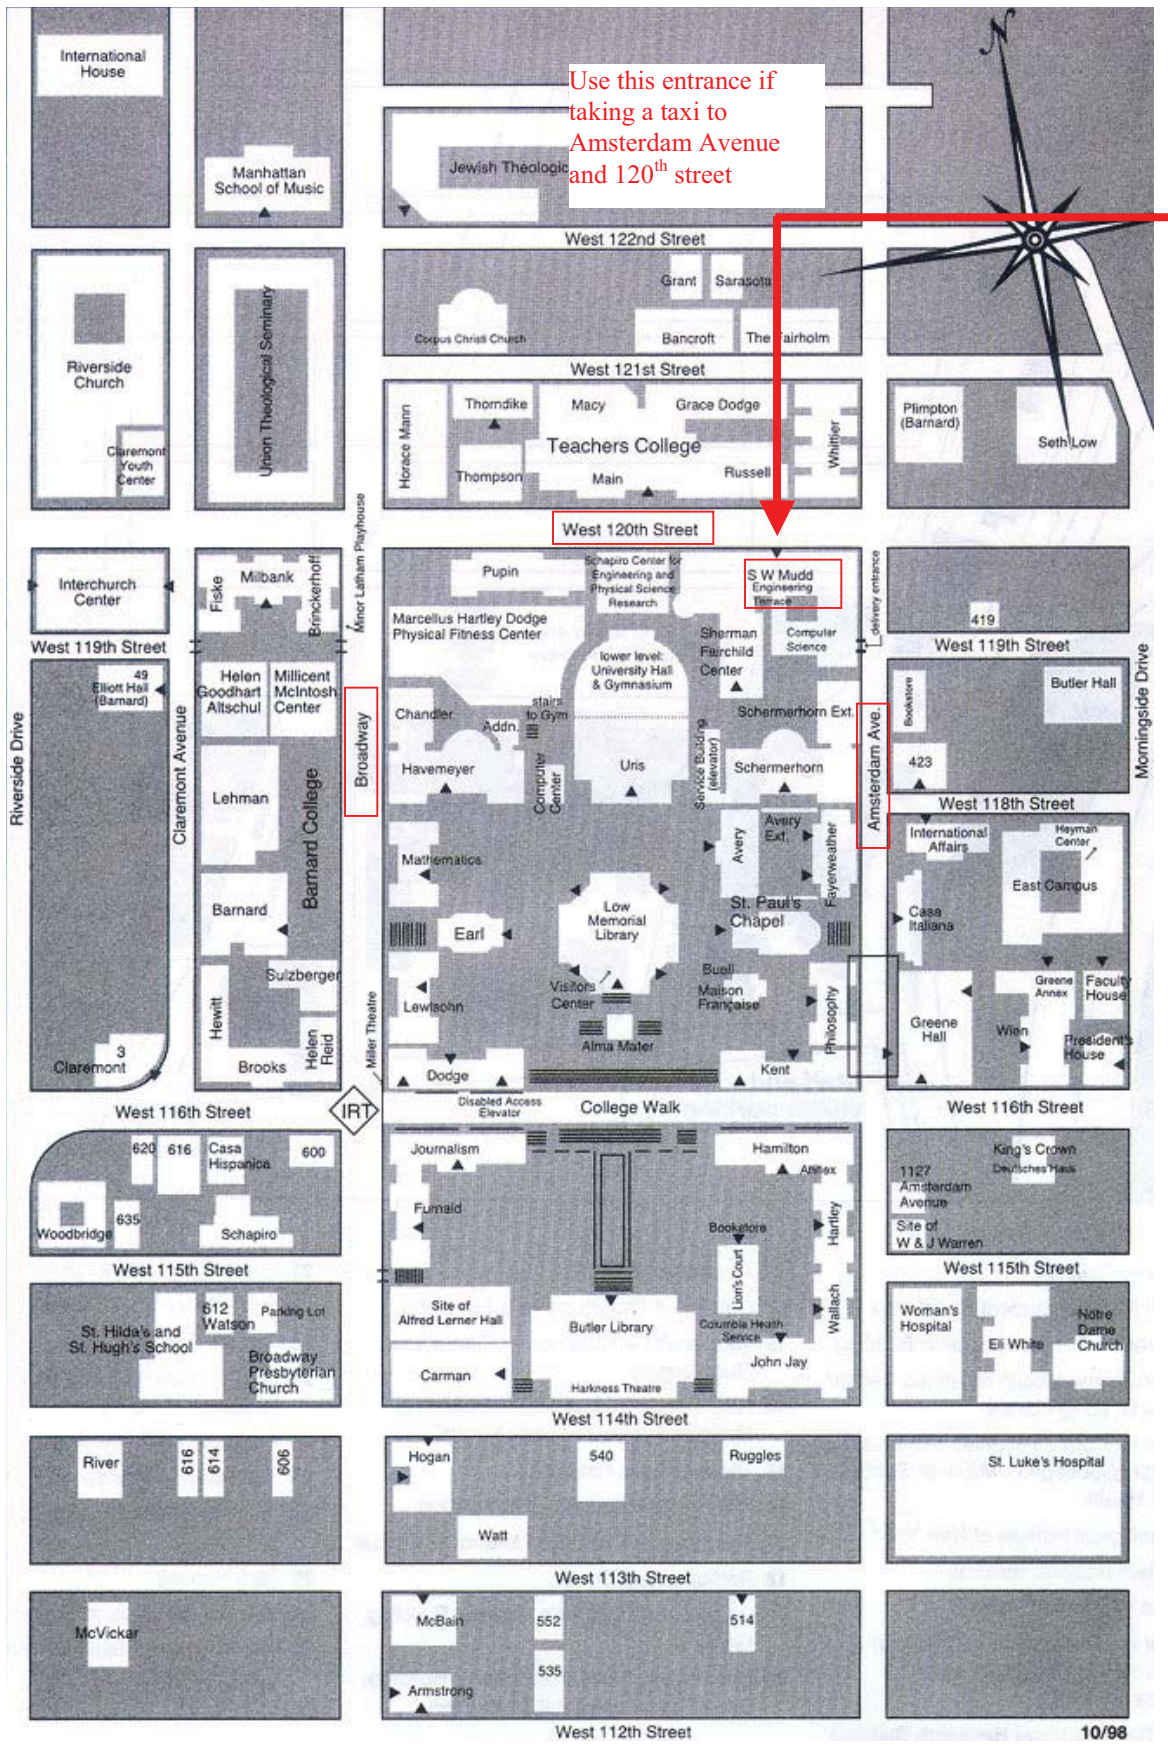 International
House
Manhattan
School of Music
Jewish Theologic
Use this entrance if
taking a taxi to
Amsterdam Avenue
and 120th street
N
West 122nd Street
Riverside
Church
Claremont
Youth
Center
Union Theological Seminary
Corpus Christi Church
Grant
Sarasota
Bancroft
The Fairholm
West 121st Street
Horace Mann
Thorndike
Thompson
Macy
Grace Dodge
Teachers College
Main
Russell
Whittier
Plimpton
(Barnard)
Seth Low
West 120th Street
Interchurch
Center
Fiske
Milbank
Brinckerhoff
Minor Latham Playhouse
Pupin
Schapiro Center for
Engineering and
Physical Science
Research
S W Mudd
Engineering
Terrace
Computer
Science
delivery entrance
419
Marcellus Hartley Dodge
Physical Fitness Center
Sherman
Fairchild
Center
West 119th Street
West 119th Street
lower level:
University Hall
& Gymnasium
49
Elliott Hall
(Barnard)
Helen
Goodhart
Altschul
Millicent
McIntosh
Center
Broadway
Chandler
Addn.
stairs
to Gym
Schermerhorn Ext.
Amsterdam Ave.
Bookstore
423
Butler Hall
Morningside Drive
Riverside Drive
Claremont Avenue
Lehman
Barnard College
Havemeyer
Computer
Center
Uris
Service Building
(elevator)
Schermerhorn
West 118th Street
Mathematics
Avery
Avery
Ext.
Fayerweather
International
Affairs
Heyman
Center
East Campus
Barnard
Earl
Low
Memorial
Library
St. Paul's
Chapel
Casa
Italiana
Sulzberger
Hewitt
Helen
Reid
Brooks
Lewisohn
Visitors
Center
Buell
Maison
Française
Philosophy
Greene
Annex
Faculty
House
Greene
Hall
Wien
President's
House
3
Claremont
Miller Theatre
Alma Mater
Dodge
Kent
Disabled Access
Elevator
West 116th Street
IRT
College Walk
West 116th Street
620
616
Casa
Hispanica
600
Journalism
Hamilton
Annex
King's Crown
Deutsches Haus
1127
Amsterdam
Avenue
Woodbridge
635
Schapiro
Furnald
Bookstore
Hartley
Site of
W & J Warren
West 115th Street
West 115th Street
St. Hilda's and
St. Hugh's School
612
Watson
Parking Lot
Broadway
Presbyterian
Church
Site of
Alfred Lerner Hall
Carman
Butler Library
Harkness Theatre
Lion's Court
Columbia Heath
Service
Wallach
John Jay
Woman's
Hospital
Eli White
Notre
Dame
Church
West 114th Street
River
616
614
606
Hogan
540
Ruggles
Watt
St. Luke's Hospital
West 113th Street
McVickar
McBain
552
514
535
Armstrong
West 112th Street
10/98